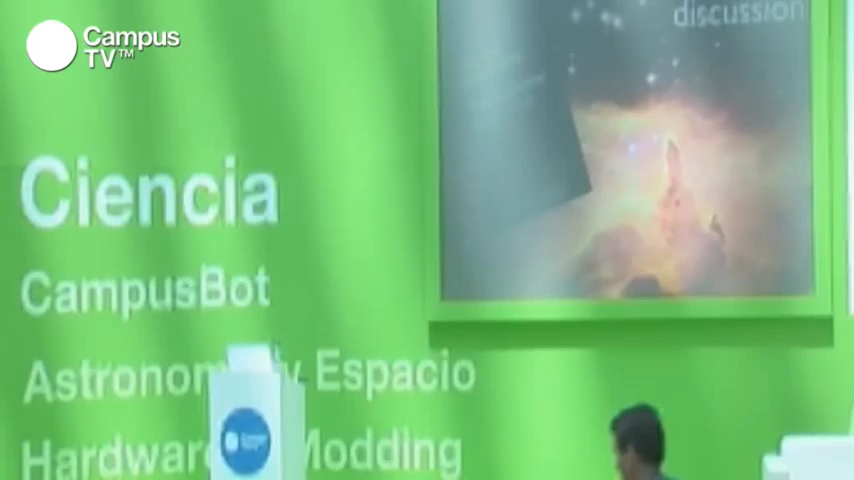 Campus
TV™
discussion
Ciencia
CampusBot
Astronom y Espacio
Hardware Modding